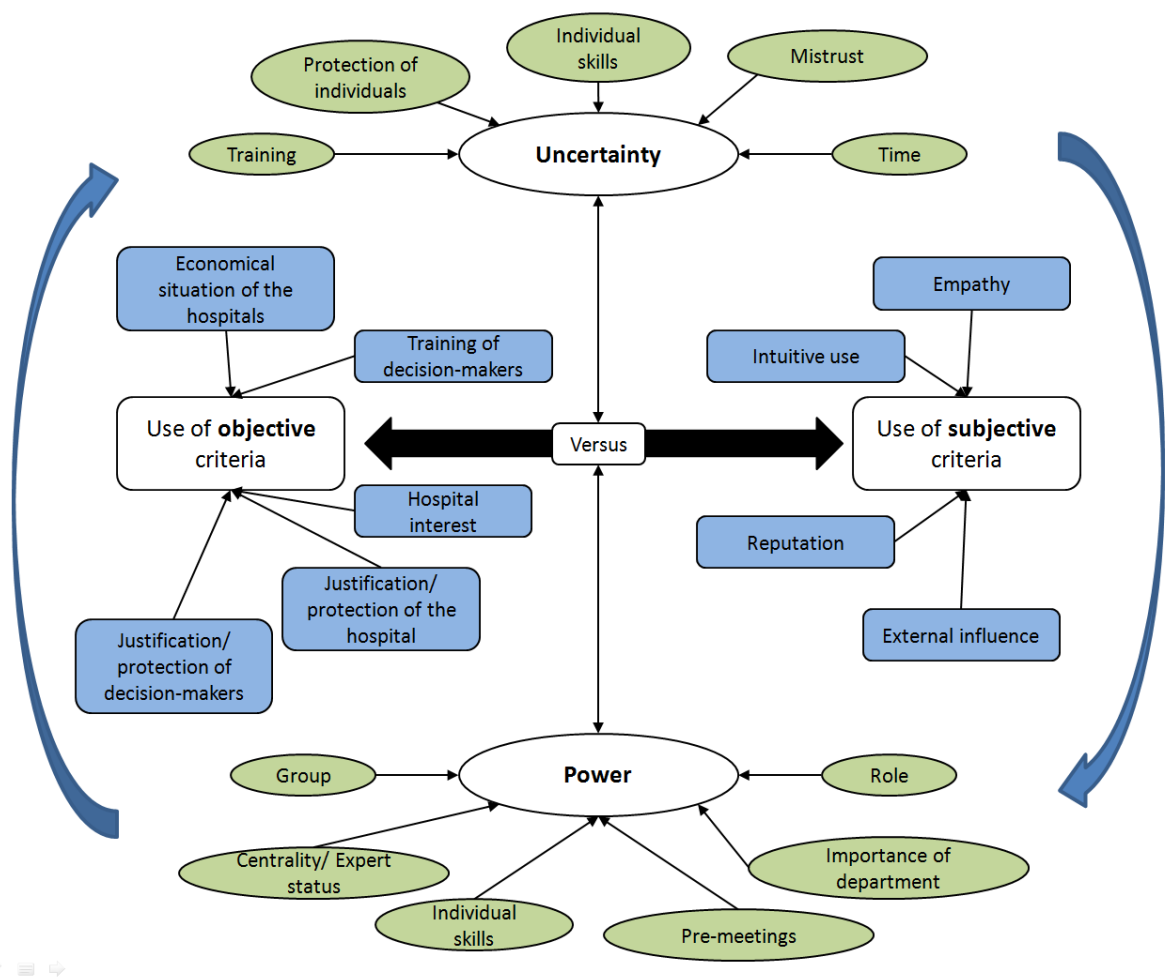 Individual
skills
Protection of
individuals
Mistrust
Training
Uncertainty
Time
Economical
situation of the
hospitals
Empathy
Training of
decision-makers
Intuitive use
Use of objective
criteria
Versus
Use of subjective
criteria
Hospital
interest
Reputation
Justification/
protection of the
hospital
Justification/
protection of
decision-makers
External influence
Group
Power
Role
Centrality/ Expert
status
Importance of
department
Individual
skills
Pre-meetings